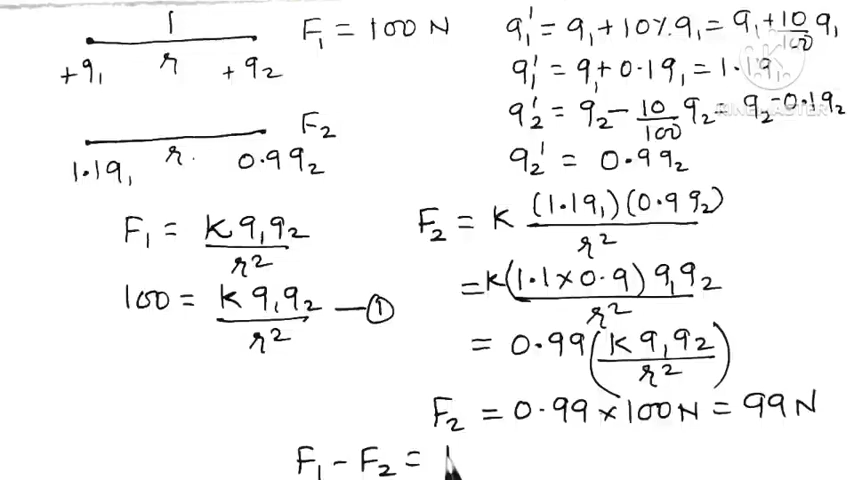 F₁ = 100 N
+q₁ r +q₂
F₂
1.1q₁ r. 0.9q₂
q₁' = q₁ + 10% q₁ = q₁ + 10/100 q₁
q₁' = q₁ + 0.1q₁ = 1.1q₁
q₂' = q₂ - 10/100 q₂ = q₂ - 0.1q₂
q₂' = 0.9q₂
KINEMASTER
F₁ = Kq₁q₂/r²
100 = Kq₁q₂/r² —①
F₂ = K (1.1q₁)(0.9q₂)/r²
= K(1.1×0.9) q₁q₂/r²
= 0.99 (Kq₁q₂/r²)
F₂ = 0.99 × 100N = 99 N
F₁ - F₂ =